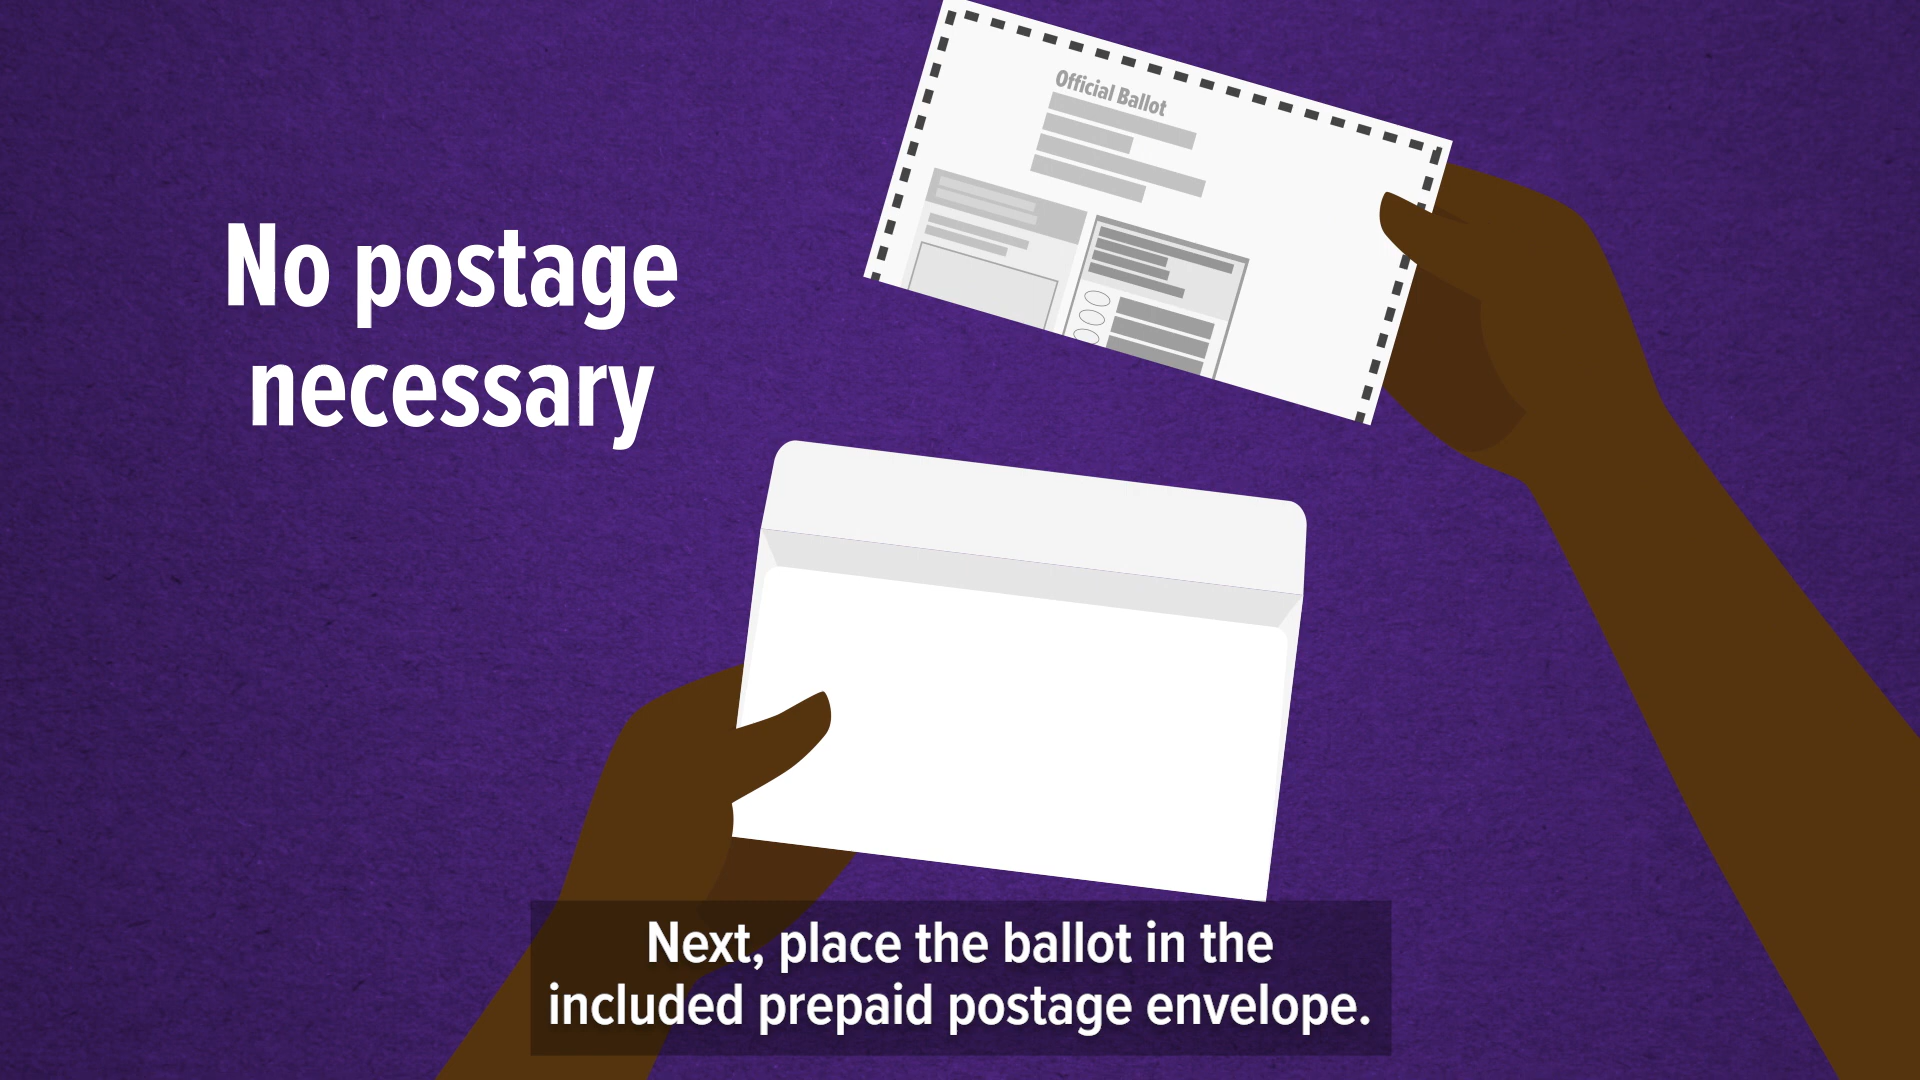 Official Ballot
No postage
necessary
Next, place the ballot in the
included prepaid postage envelope.